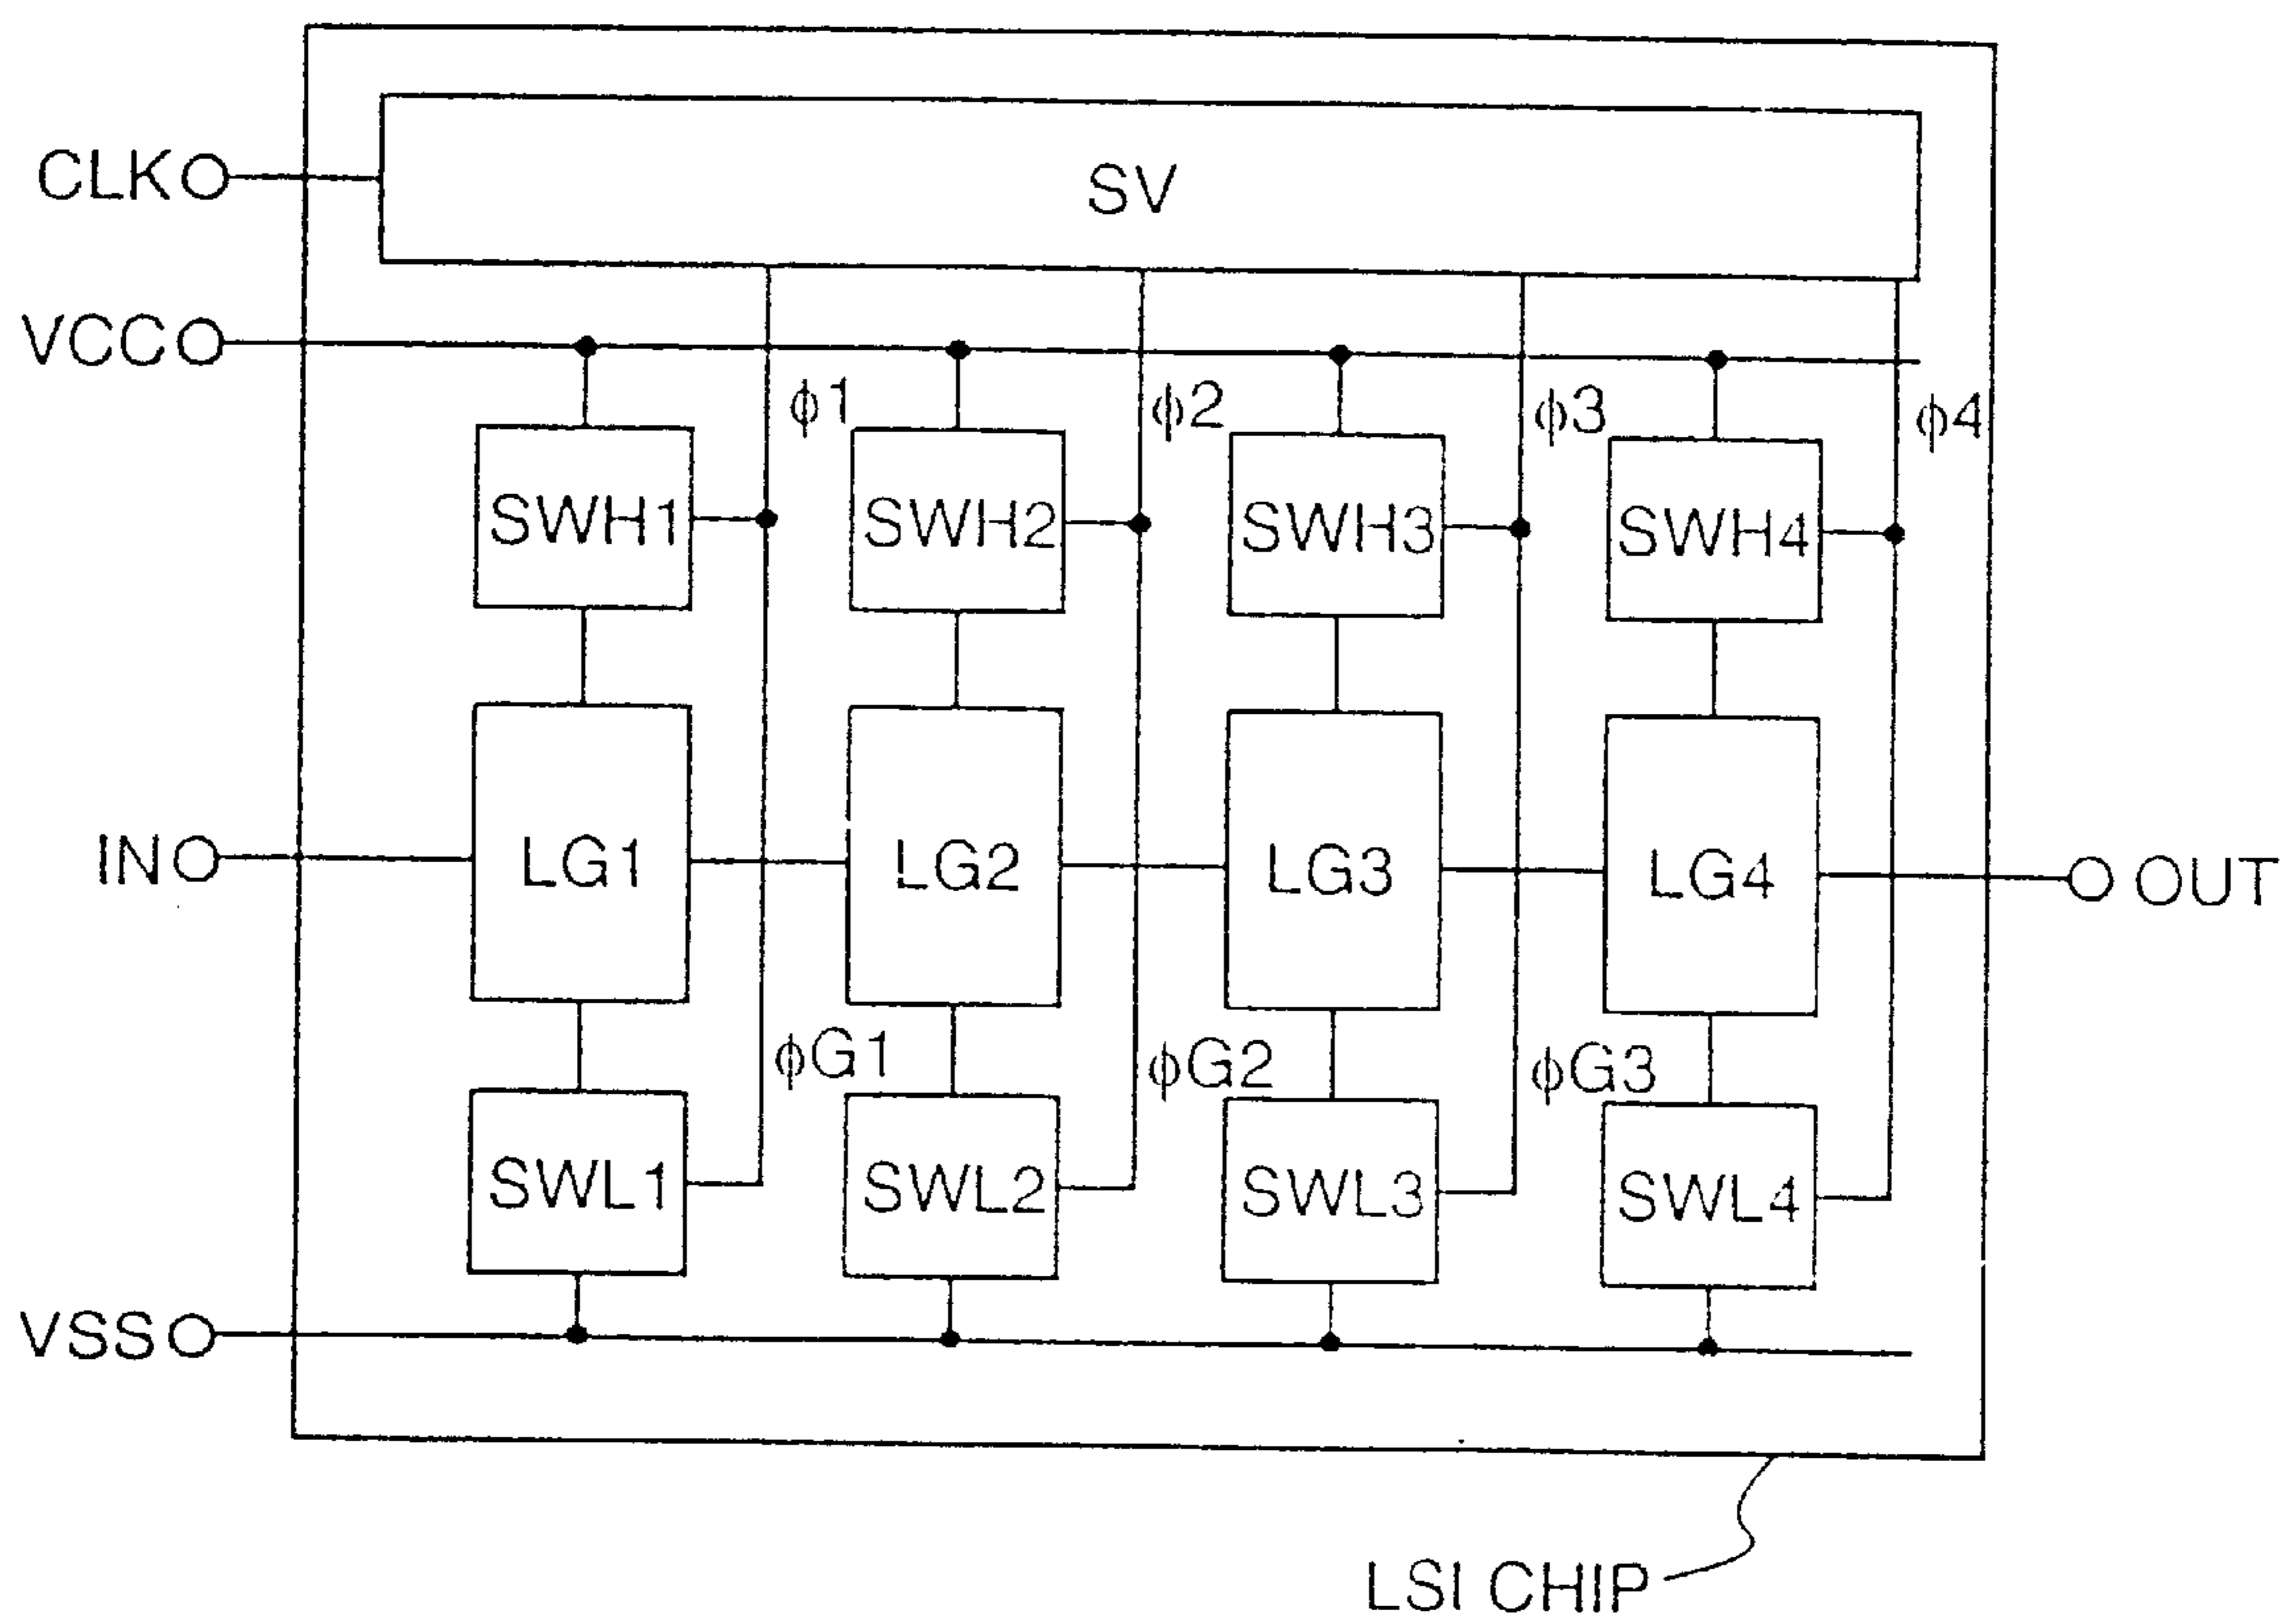 CLK
SV
VCC
φ1
φ2
φ3
φ4
SWH1
SWH2
SWH3
SWH4
IN
LG1
LG2
LG3
LG4
OUT
φG1
φG2
φG3
SWL1
SWL2
SWL3
SWL4
VSS
LSI CHIP